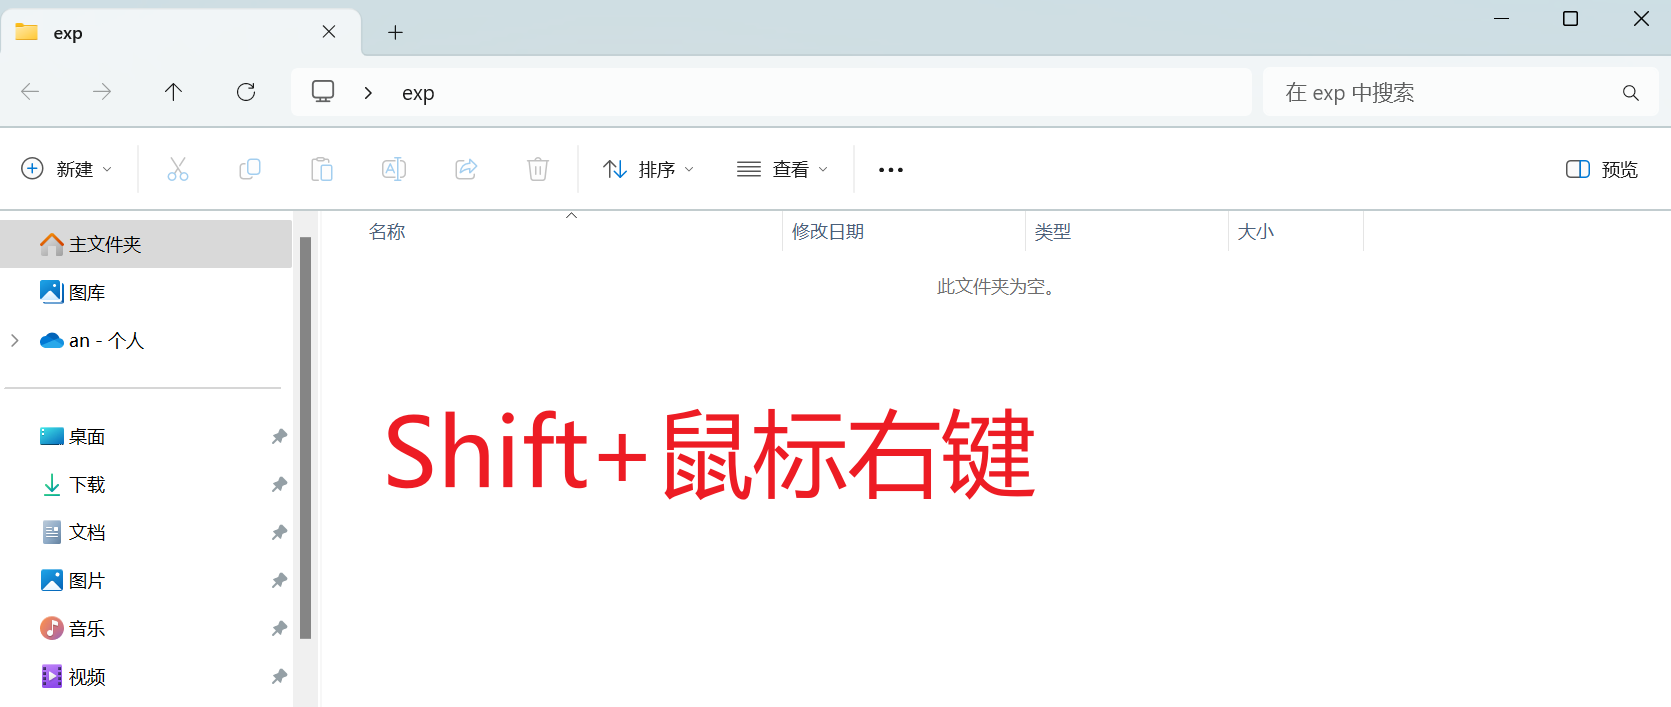 exp
exp
在 exp 中搜索
新建
排序
查看
预览
名称
修改日期
类型
大小
此文件夹为空。
主文件夹
图库
an - 个人
桌面
下载
文档
图片
音乐
视频
Shift+鼠标右键